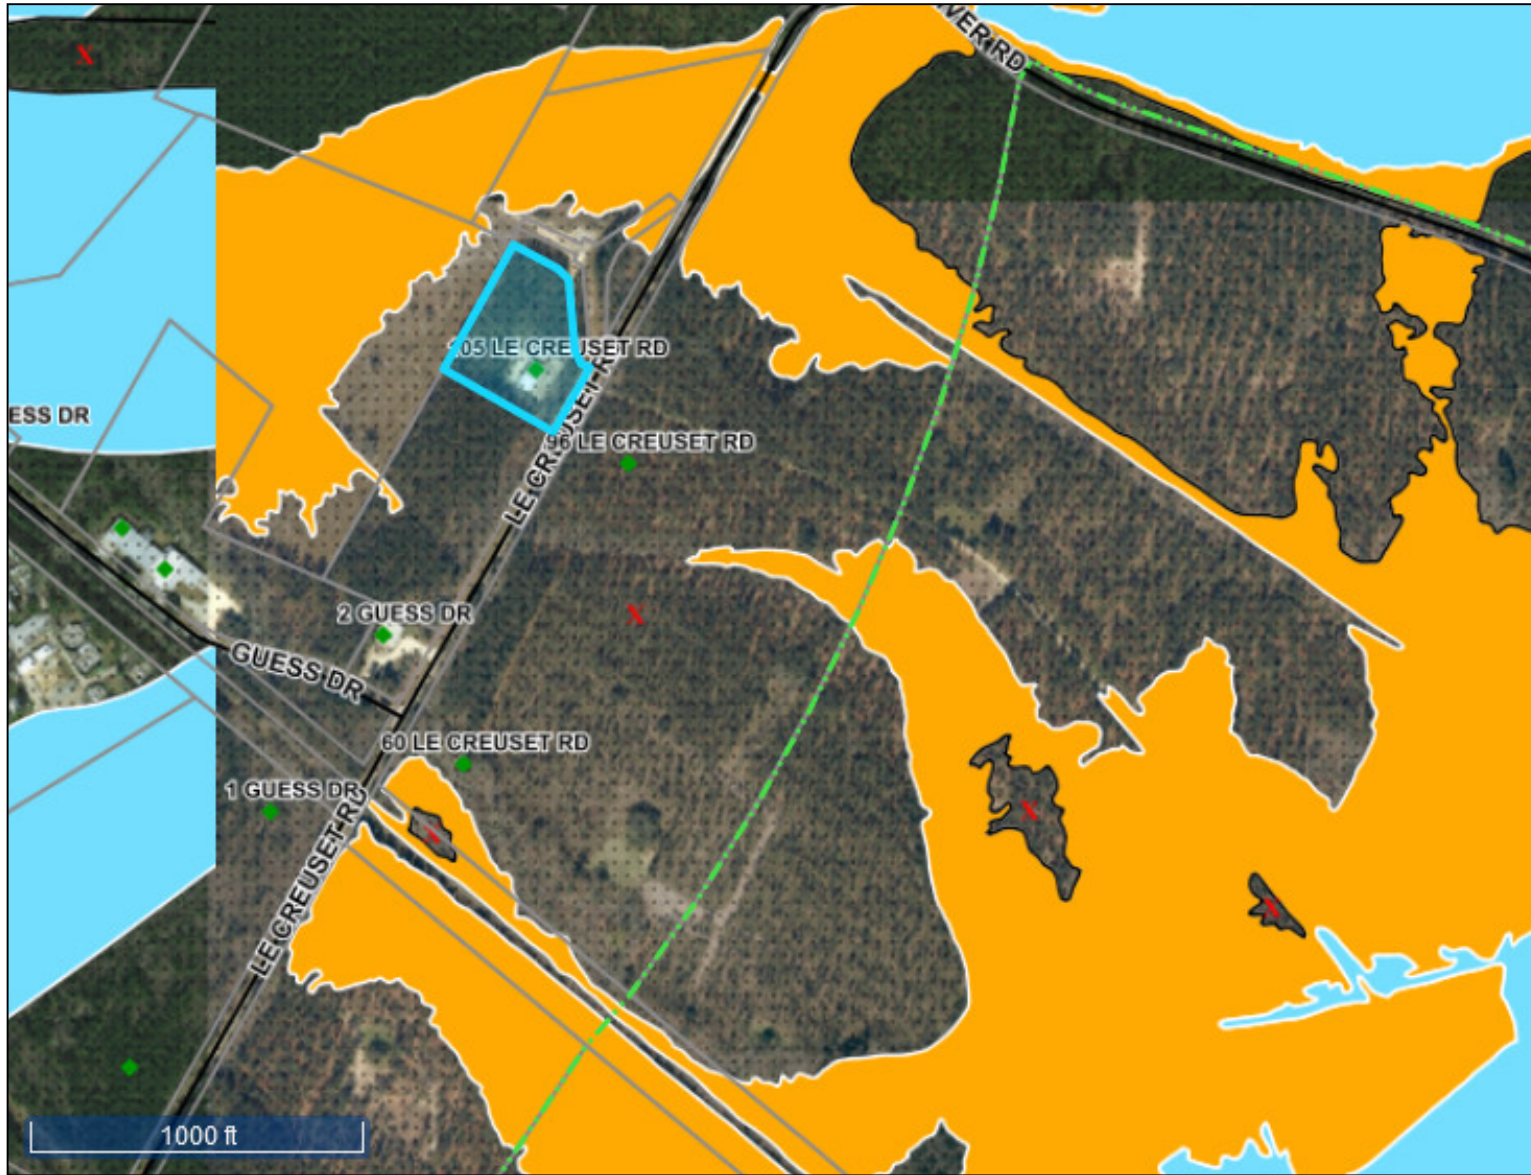 VER RD
X
105 LE CREUSET RD
ESS DR
96 LE CREUSET RD
LE CREUSET RD
X
2 GUESS DR
GUESS DR
60 LE CREUSET RD
1 GUESS DR
X
X
LE CREUSET RD
X
1000 ft